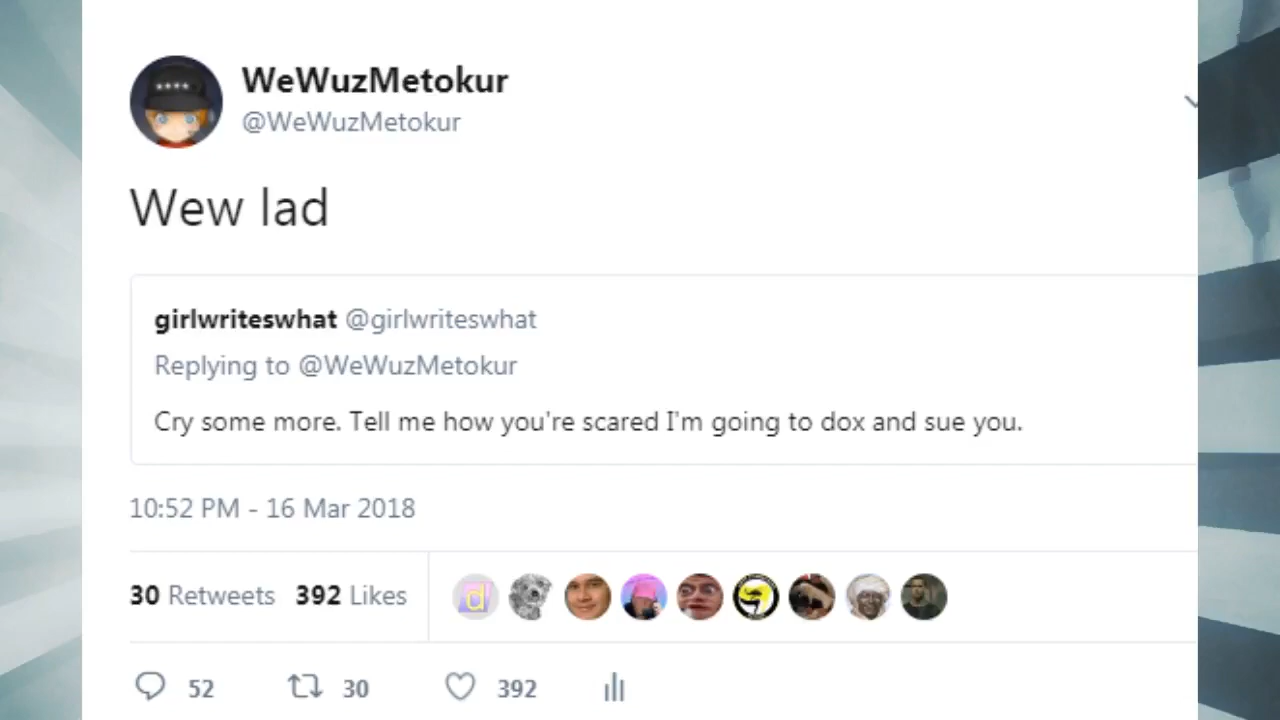 WeWuzMetokur
@WeWuzMetokur
Wew lad
girlwriteswhat @girlwriteswhat
Replying to @WeWuzMetokur
Cry some more. Tell me how you're scared I'm going to dox and sue you.
10:52 PM - 16 Mar 2018
30 Retweets 392 Likes
d
52 30 392